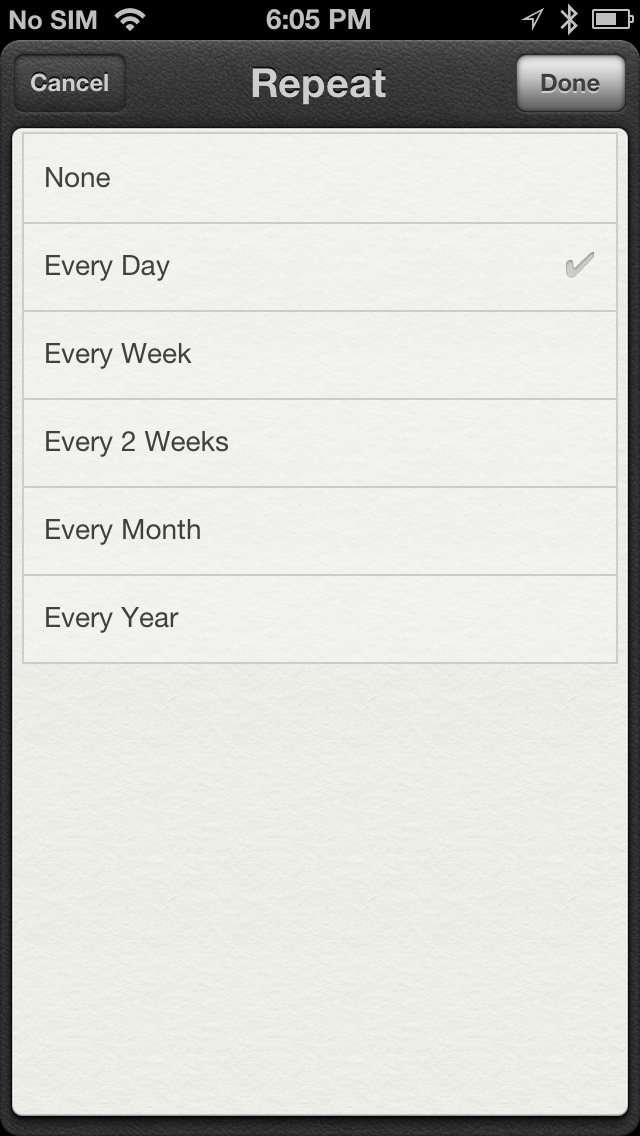 No SIM 6:05 PM
Cancel Repeat Done
None
Every Day
Every Week
Every 2 Weeks
Every Month
Every Year